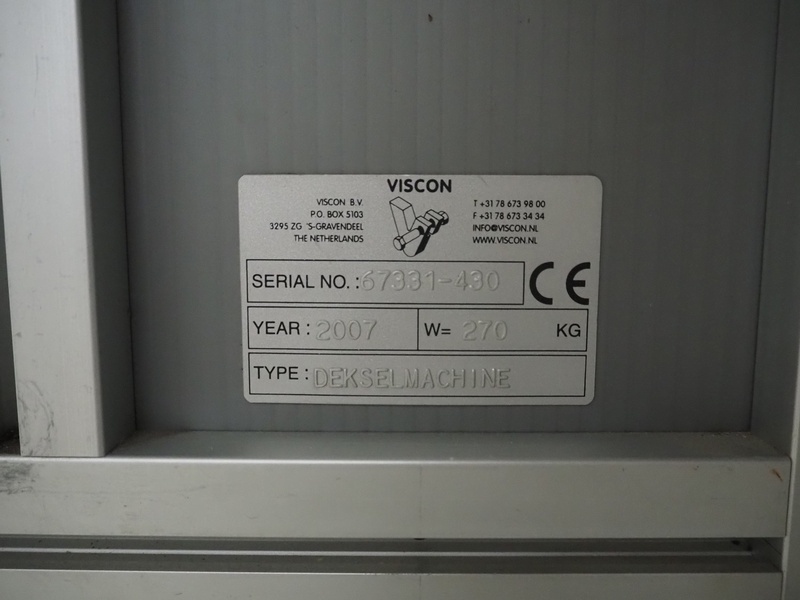 VISCON
VISCON B.V.
P.O. BOX 5103
3295 ZG 'S-GRAVENDEEL
THE NETHERLANDS
T +31 78 673 98 00
F +31 78 673 34 34
INFO@VISCON.NL
WWW.VISCON.NL
SERIAL NO. : 67331-430
CE
YEAR : 2007 W= 270 KG
TYPE : DEKSELMACHINE